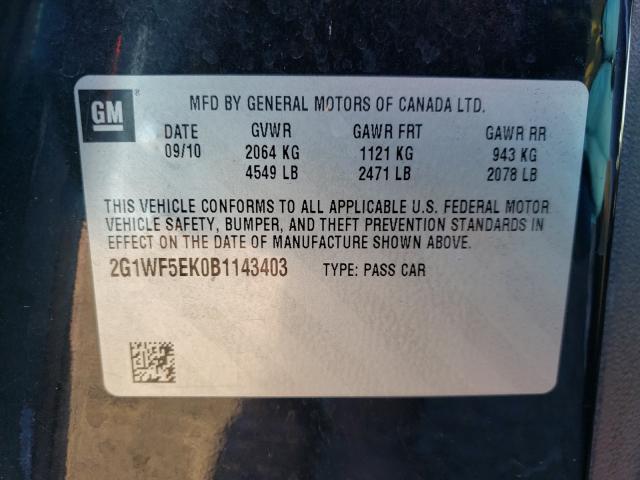 GM ® MFD BY GENERAL MOTORS OF CANADA LTD.
DATE GVWR GAWR FRT GAWR RR
09/10 2064 KG 1121 KG 943 KG
4549 LB 2471 LB 2078 LB
THIS VEHICLE CONFORMS TO ALL APPLICABLE U.S. FEDERAL MOTOR
VEHICLE SAFETY, BUMPER, AND THEFT PREVENTION STANDARDS IN
EFFECT ON THE DATE OF MANUFACTURE SHOWN ABOVE.
2G1WF5EK0B1143403 TYPE: PASS CAR